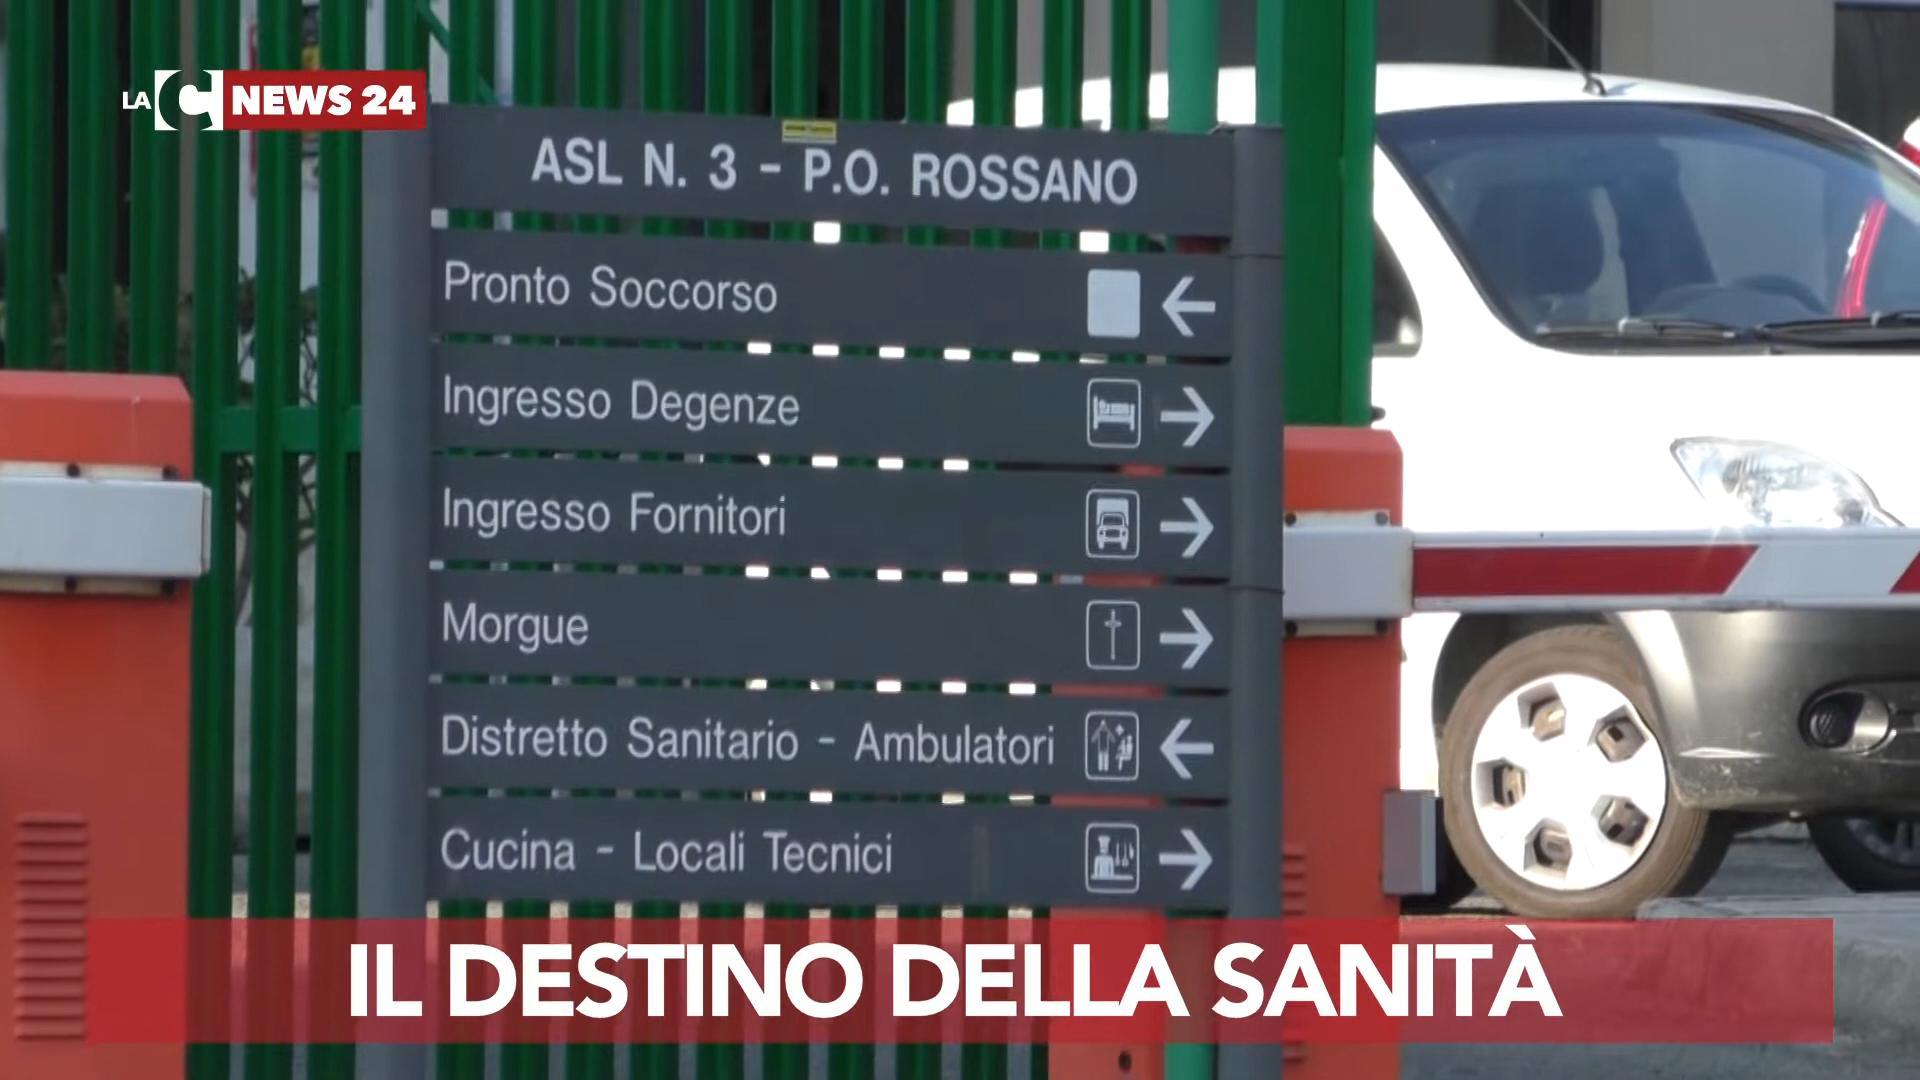 LA C NEWS 24
ASL N. 3 - P.O. ROSSANO
Pronto Soccorso
Ingresso Degenze
Ingresso Fornitori
Morgue
Distretto Sanitario - Ambulatori
Cucina - Locali Tecnici
IL DESTINO DELLA SANITÀ